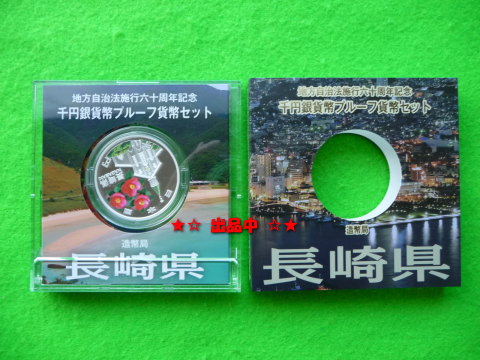 地方自治法施行六十周年記念
千円銀貨幣プルーフ貨幣セット
造幣局
長崎県
地方自治法施行六十周年記念
千円銀貨幣プルーフ貨幣セット
造幣局
長崎県
★☆ 出品中 ☆★